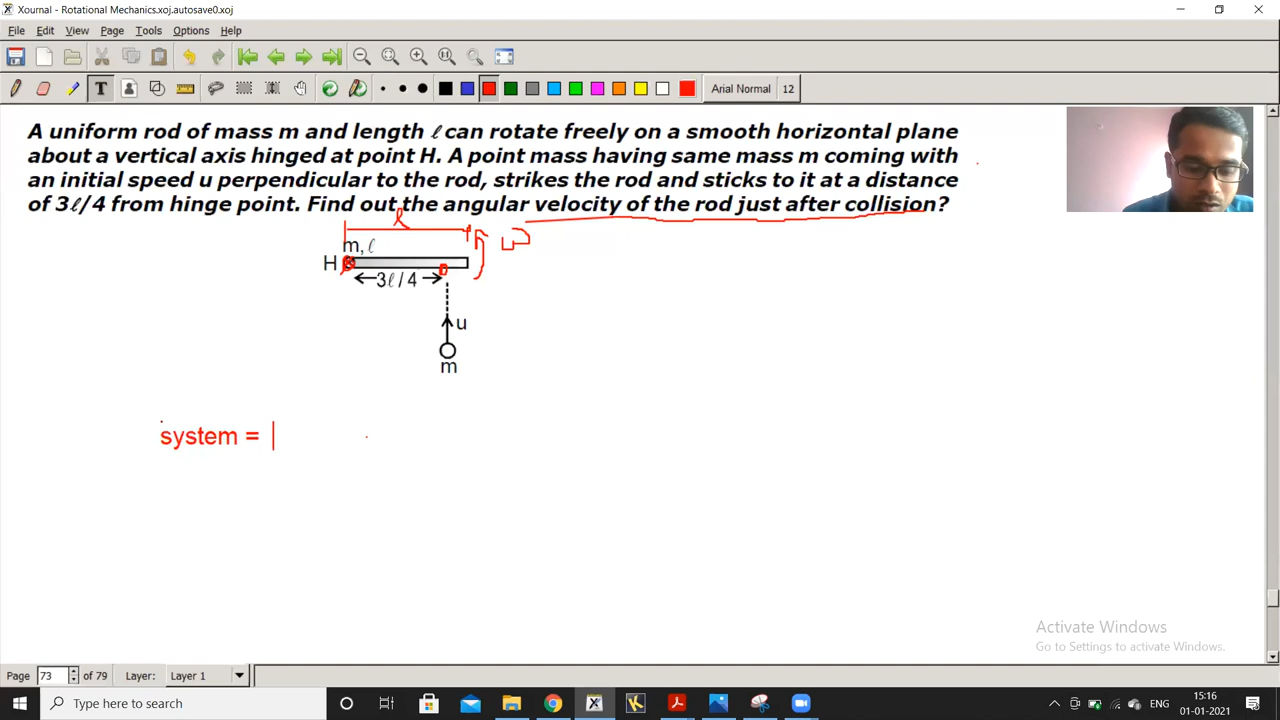 Xournal - Rotational Mechanics.xoj.autosave0.xoj
File Edit View Page Tools Options Help
T Arial Normal 12
A uniform rod of mass m and length ℓ can rotate freely on a smooth horizontal plane
about a vertical axis hinged at point H. A point mass having same mass m coming with
an initial speed u perpendicular to the rod, strikes the rod and sticks to it at a distance
of 3ℓ/4 from hinge point. Find out the angular velocity of the rod just after collision?
ℓ
m, ℓ
ω
H
3ℓ / 4
u
m
system =
Activate Windows
Go to Settings to activate Windows.
Page 73 of 79 Layer: Layer 1
Type here to search
ENG
15:16
01-01-2021